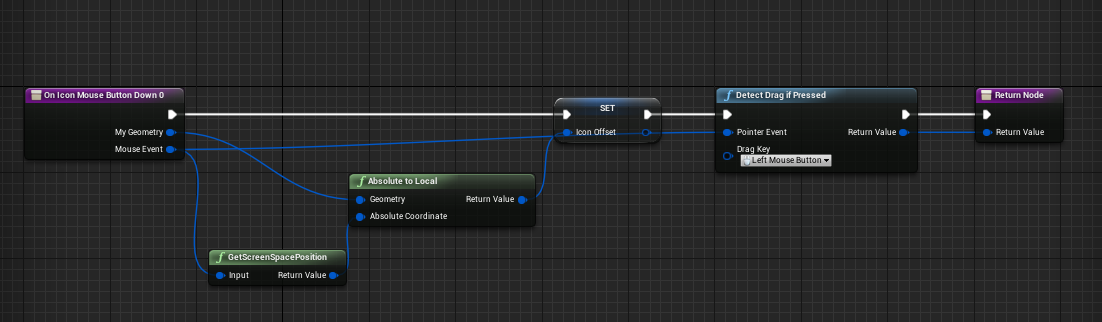 On Icon Mouse Button Down 0
My Geometry
Mouse Event
SET
Icon Offset
Detect Drag if Pressed
Pointer Event
Return Value
Drag Key
Left Mouse Button
Return Node
Return Value
Absolute to Local
Geometry
Return Value
Absolute Coordinate
GetScreenSpacePosition
Input
Return Value